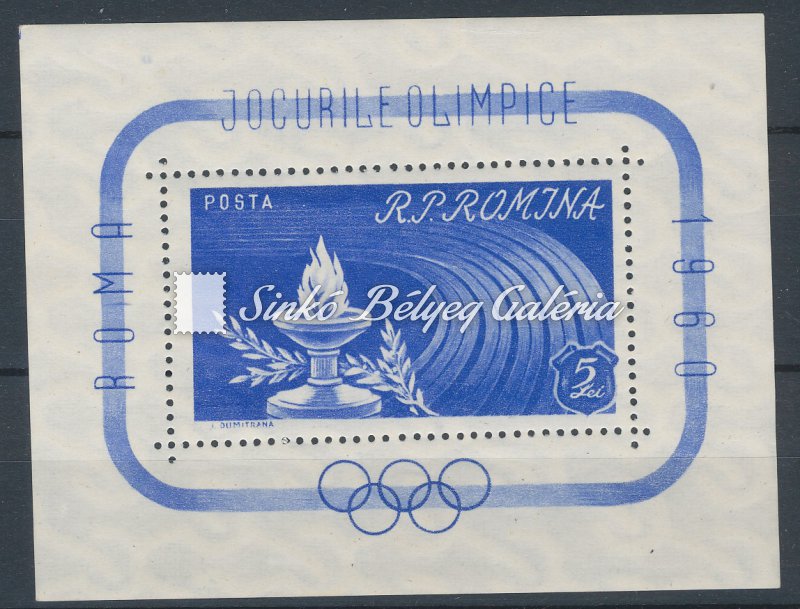 JOCURILE OLIMPICE
ROMA
POSTA
R.P.ROMINA
Sinkó Bélyeg Galéria
5
Lei
J. DUMITRANA
1960